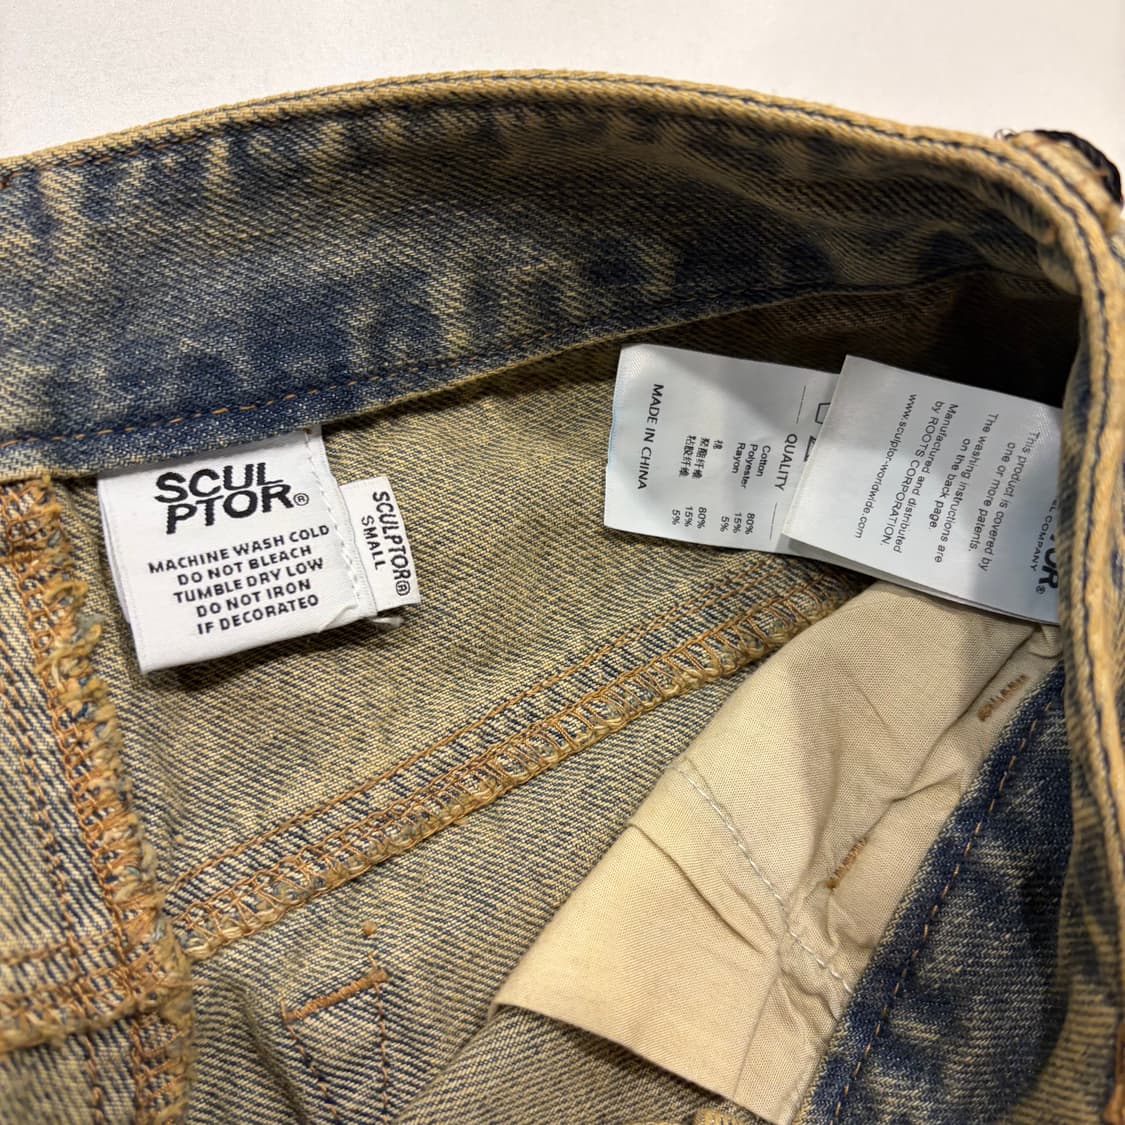 SCUL
PTOR®
MACHINE WASH COLD
DO NOT BLEACH
TUMBLE DRY LOW
DO NOT IRON
IF DECORATED
SCULPTOR®
SMALL
QUALITY
Cotton 80%
Polyester 15%
Rayon 5%
棉 80%
聚酯纤维 15%
粘胶纤维 5%
MADE IN CHINA
TOR®
COMPANY
This product is covered by
one or more parents.
The washing instructions are
on the back page.
Manufactured and distributed
by ROOTS CORPORATION.
www.sculptor-worldwide.com